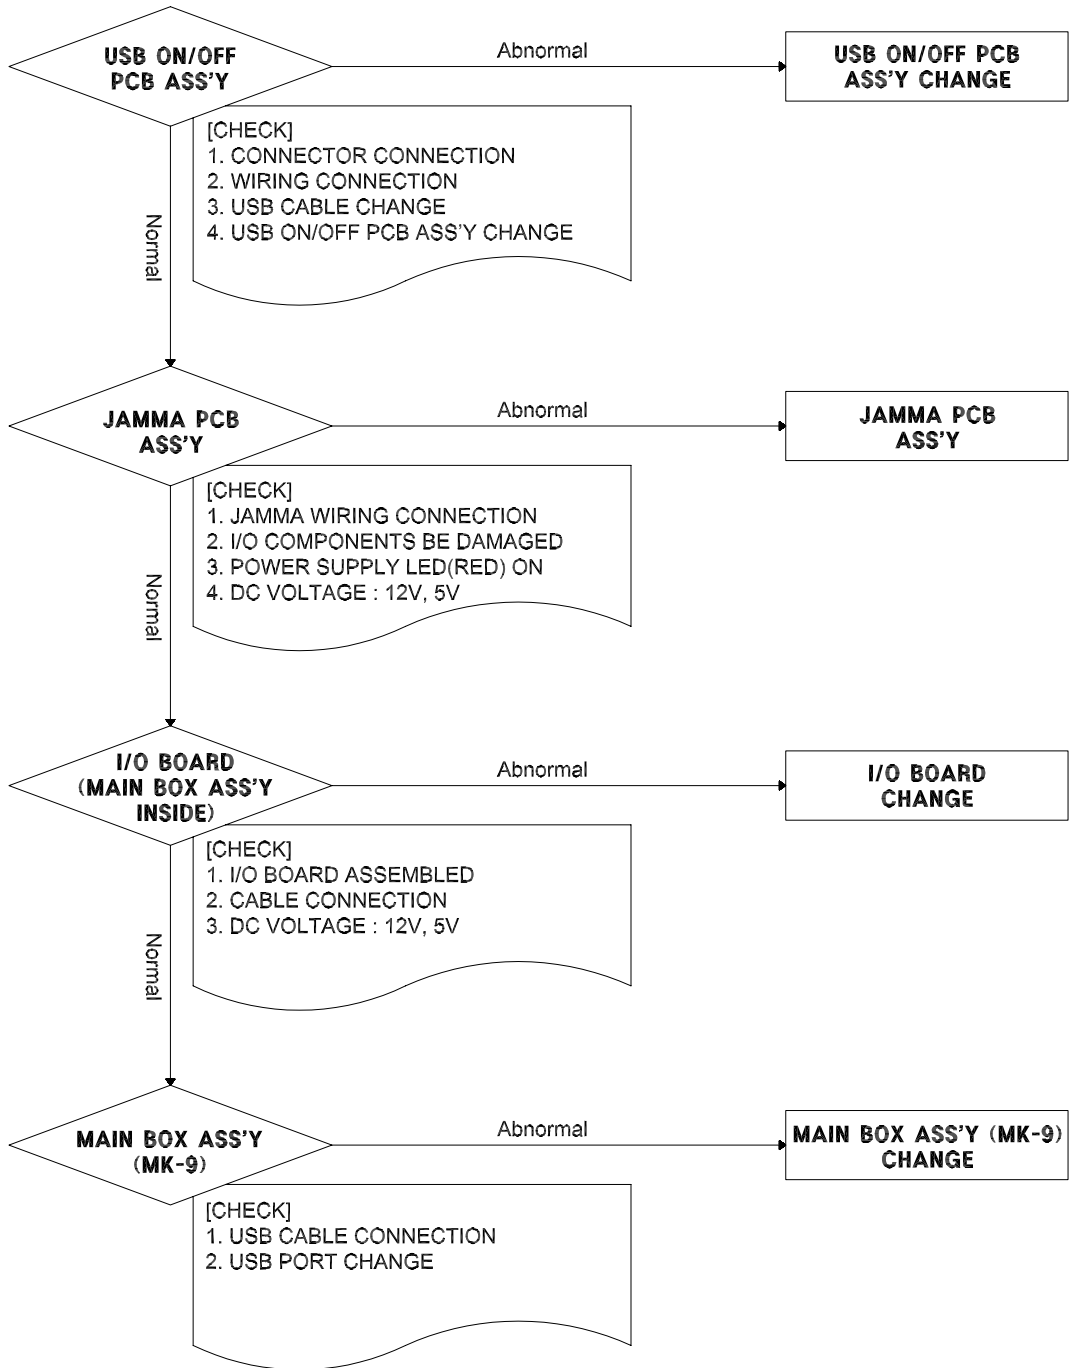 USB ON/OFF
PCB ASS'Y
Abnormal
USB ON/OFF PCB
ASS'Y CHANGE
[CHECK]
1. CONNECTOR CONNECTION
2. WIRING CONNECTION
3. USB CABLE CHANGE
4. USB ON/OFF PCB ASS'Y CHANGE
Normal
JAMMA PCB
ASS'Y
Abnormal
JAMMA PCB
ASS'Y
[CHECK]
1. JAMMA WIRING CONNECTION
2. I/O COMPONENTS BE DAMAGED
3. POWER SUPPLY LED(RED) ON
4. DC VOLTAGE : 12V, 5V
Normal
I/O BOARD
(MAIN BOX ASS'Y
INSIDE)
Abnormal
I/O BOARD
CHANGE
[CHECK]
1. I/O BOARD ASSEMBLED
2. CABLE CONNECTION
3. DC VOLTAGE : 12V, 5V
Normal
MAIN BOX ASS'Y
(MK-9)
Abnormal
MAIN BOX ASS'Y (MK-9)
CHANGE
[CHECK]
1. USB CABLE CONNECTION
2. USB PORT CHANGE